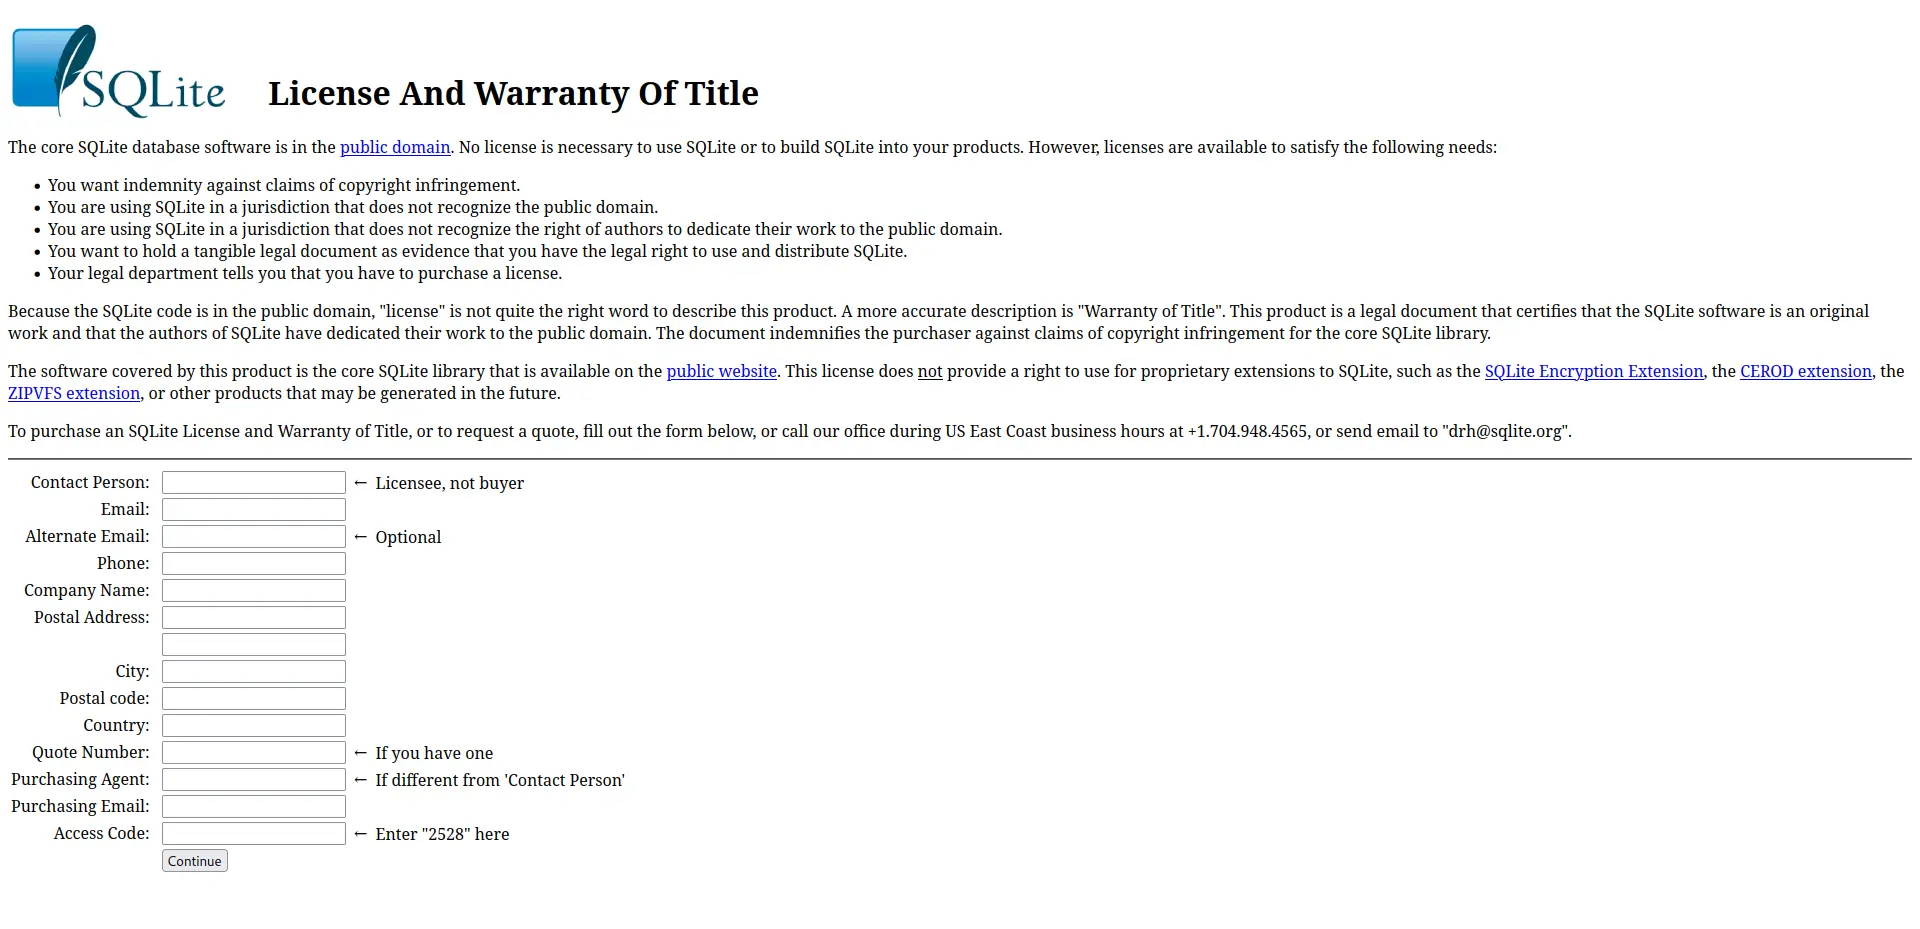 SQLite
License And Warranty Of Title
The core SQLite database software is in the public domain. No license is necessary to use SQLite or to build SQLite into your products. However, licenses are available to satisfy the following needs:
• You want indemnity against claims of copyright infringement.
• You are using SQLite in a jurisdiction that does not recognize the public domain.
• You are using SQLite in a jurisdiction that does not recognize the right of authors to dedicate their work to the public domain.
• You want to hold a tangible legal document as evidence that you have the legal right to use and distribute SQLite.
• Your legal department tells you that you have to purchase a license.
Because the SQLite code is in the public domain, "license" is not quite the right word to describe this product. A more accurate description is "Warranty of Title". This product is a legal document that certifies that the SQLite software is an original
work and that the authors of SQLite have dedicated their work to the public domain. The document indemnifies the purchaser against claims of copyright infringement for the core SQLite library.
The software covered by this product is the core SQLite library that is available on the public website. This license does not provide a right to use for proprietary extensions to SQLite, such as the SQLite Encryption Extension, the CEROD extension, the
ZIPVFS extension, or other products that may be generated in the future.
To purchase an SQLite License and Warranty of Title, or to request a quote, fill out the form below, or call our office during US East Coast business hours at +1.704.948.4565, or send email to "drh@sqlite.org".
Contact Person: ← Licensee, not buyer
Email:
Alternate Email: ← Optional
Phone:
Company Name:
Postal Address:
City:
Postal code:
Country:
Quote Number: ← If you have one
Purchasing Agent: ← If different from 'Contact Person'
Purchasing Email:
Access Code: ← Enter "2528" here
Continue